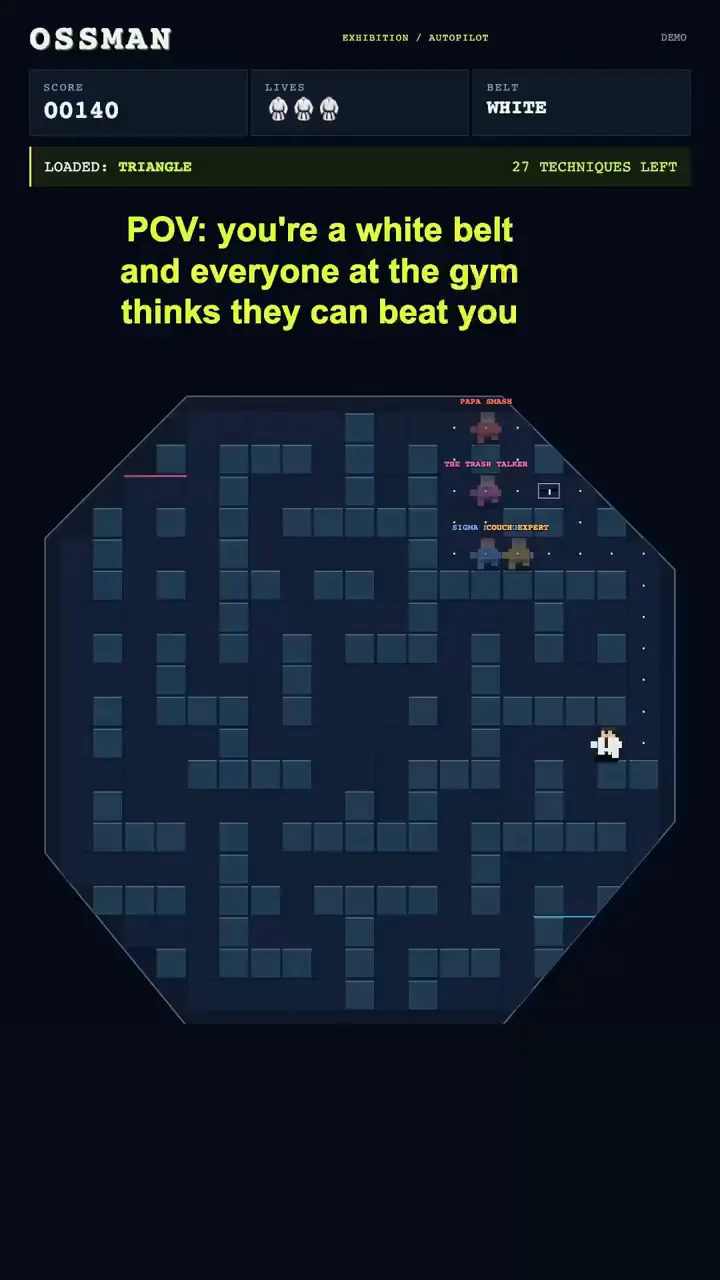 OSSMAN
EXHIBITION / AUTOPILOT
DEMO
SCORE
00140
LIVES
BELT
WHITE
LOADED: TRIANGLE
27 TECHNIQUES LEFT
POV: you're a white belt
and everyone at the gym
thinks they can beat you
PAPA SMASH
THE TRASH TALKER
SIGMA
COUCH EXPERT